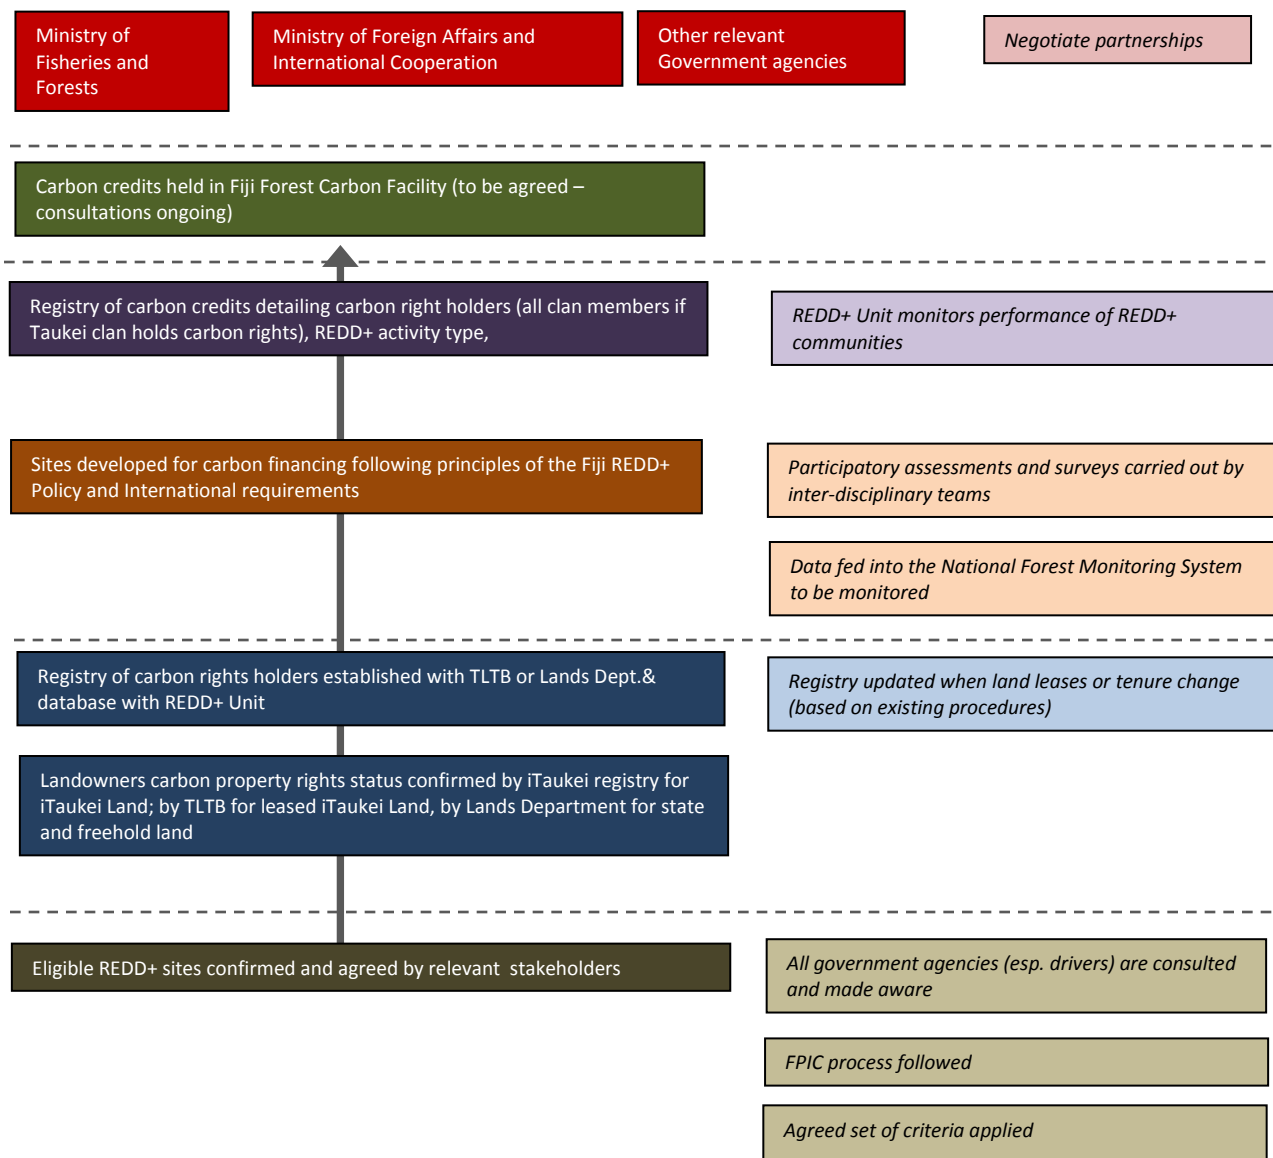 Ministry of
Fisheries and
Forests
Ministry of Foreign Affairs and
International Cooperation
Other relevant
Government agencies
Negotiate partnerships
Carbon credits held in Fiji Forest Carbon Facility (to be agreed –
consultations ongoing)
Registry of carbon credits detailing carbon right holders (all clan members if
Taukei clan holds carbon rights), REDD+ activity type,
REDD+ Unit monitors performance of REDD+
communities
Sites developed for carbon financing following principles of the Fiji REDD+
Policy and International requirements
Participatory assessments and surveys carried out by
inter-disciplinary teams
Data fed into the National Forest Monitoring System
to be monitored
Registry of carbon rights holders established with TLTB or Lands Dept.&
database with REDD+ Unit
Registry updated when land leases or tenure change
(based on existing procedures)
Landowners carbon property rights status confirmed by iTaukei registry for
iTaukei Land; by TLTB for leased iTaukei Land, by Lands Department for state
and freehold land
Eligible REDD+ sites confirmed and agreed by relevant  stakeholders
All government agencies (esp. drivers) are consulted
and made aware
FPIC process followed
Agreed set of criteria applied